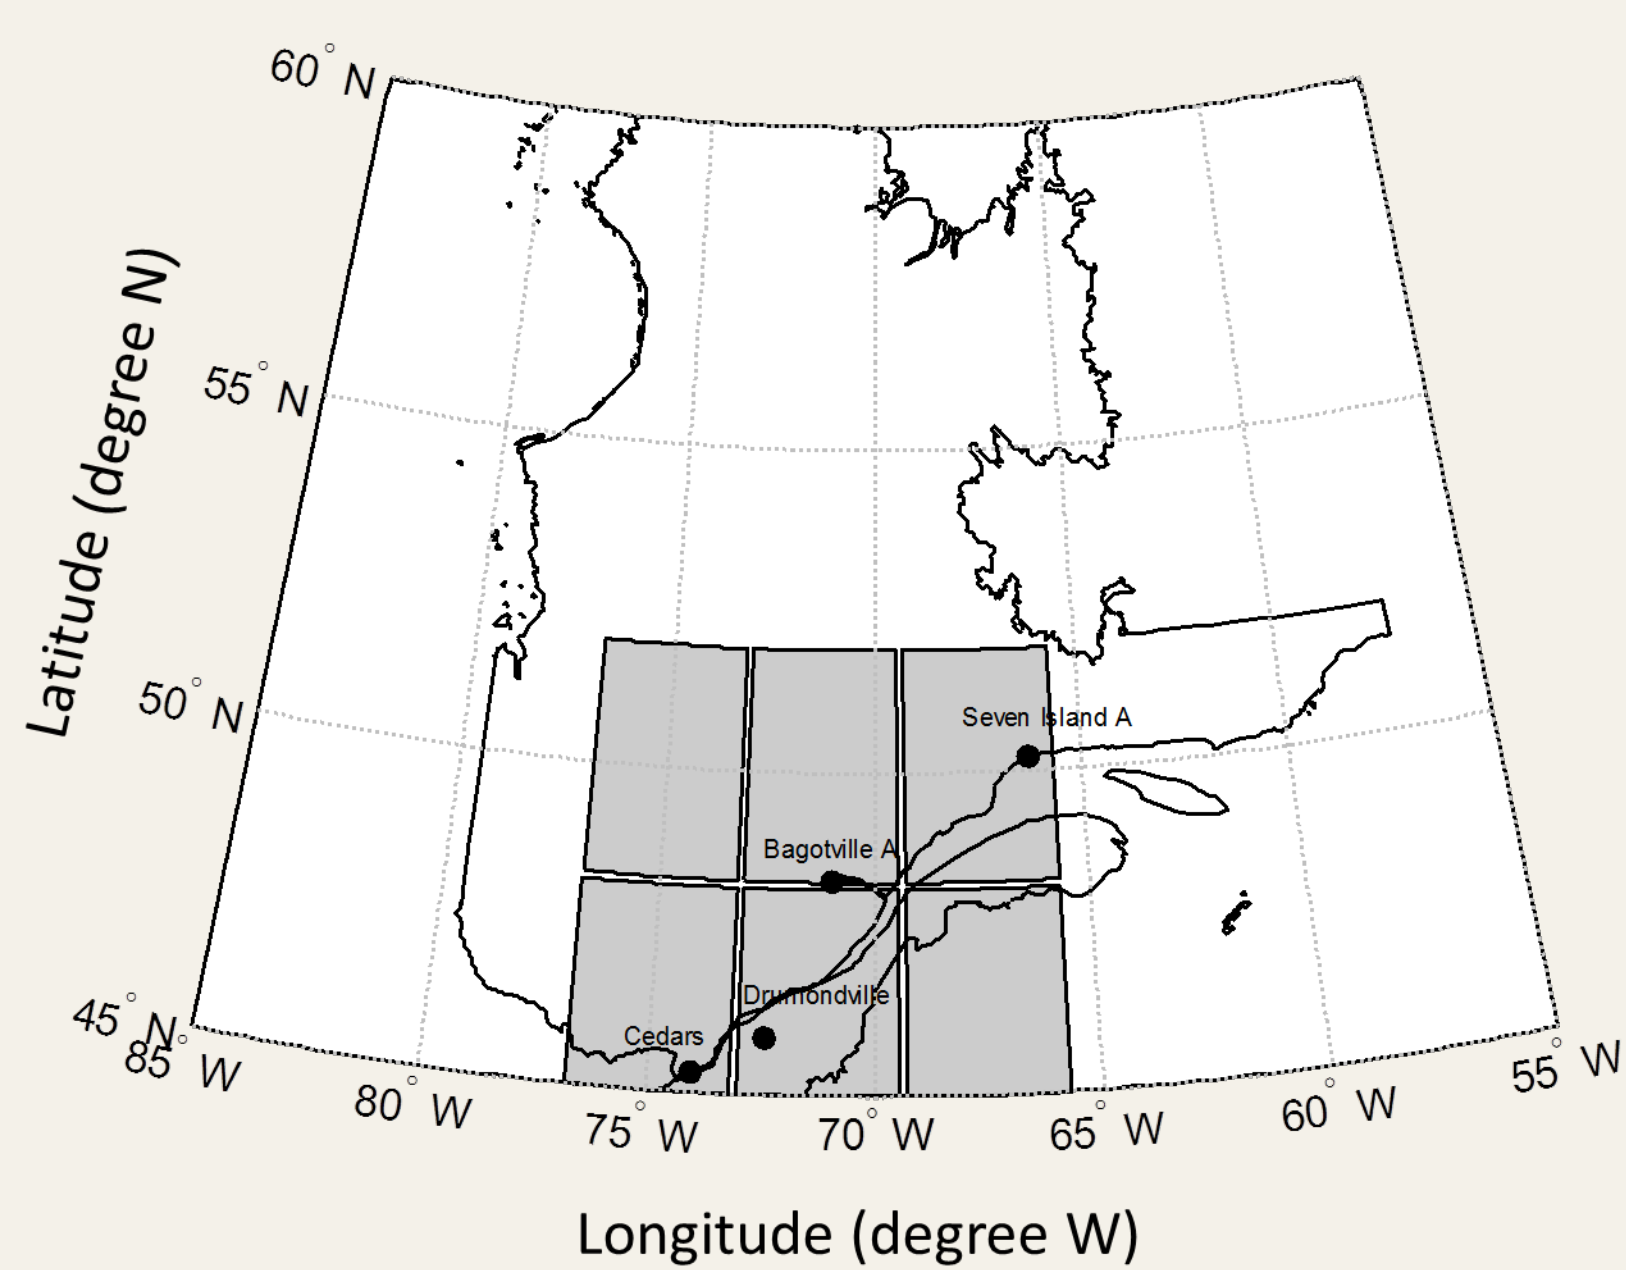 60° N
55° N
50° N
45° N
Latitude (degree N)
Seven Island A
Bagotville A
Drumondville
Cedars
85° W
80° W
75° W
70° W
65° W
60° W
55° W
Longitude (degree W)